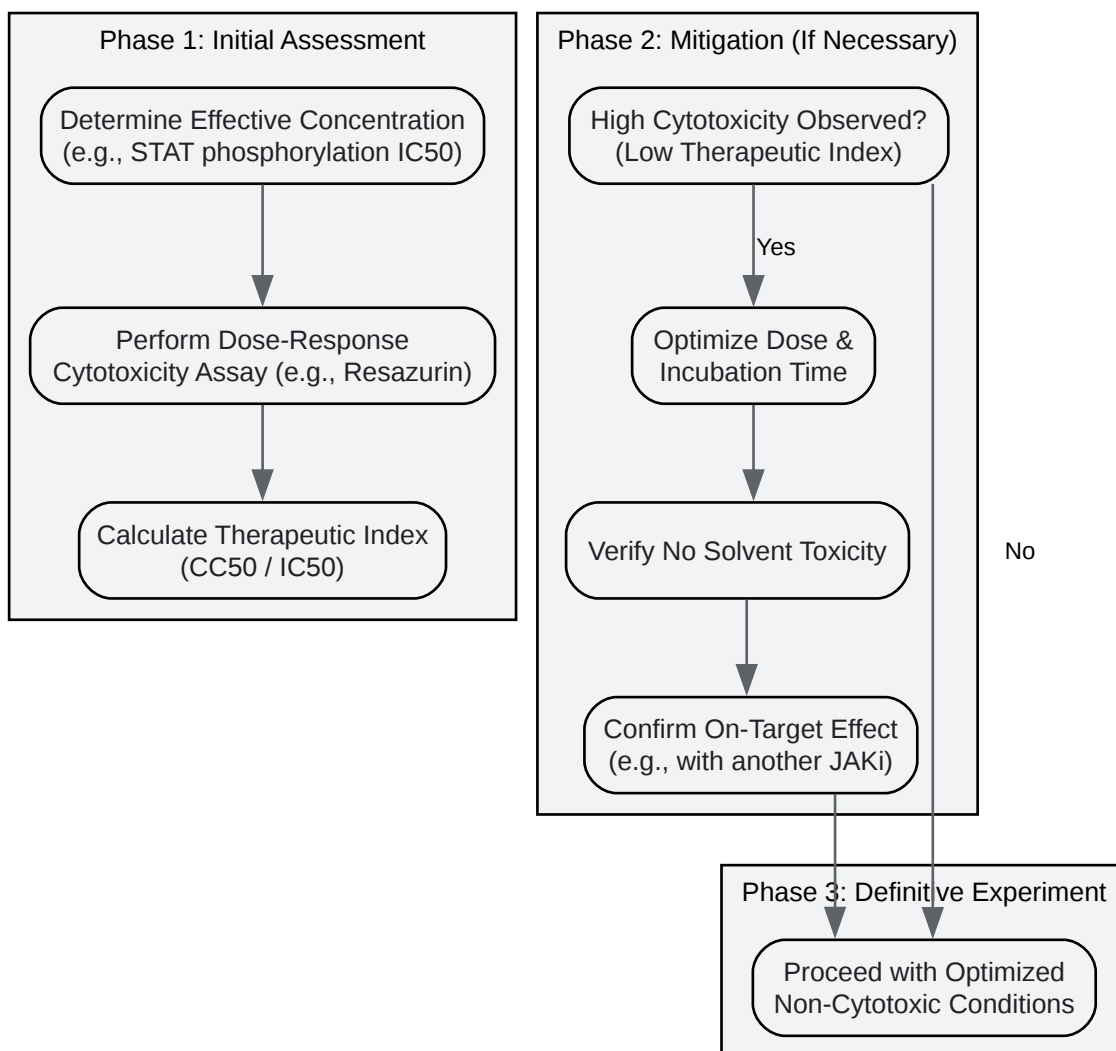 Phase 1: Initial Assessment
Determine Effective Concentration
(e.g., STAT phosphorylation IC50)
Perform Dose-Response
Cytotoxicity Assay (e.g., Resazurin)
Calculate Therapeutic Index
(CC50 / IC50)
Phase 2: Mitigation (If Necessary)
High Cytotoxicity Observed?
(Low Therapeutic Index)
Yes
Optimize Dose &
Incubation Time
Verify No Solvent Toxicity
No
Confirm On-Target Effect
(e.g., with another JAKi)
Phase 3: Definitive Experiment
Proceed with Optimized
Non-Cytotoxic Conditions